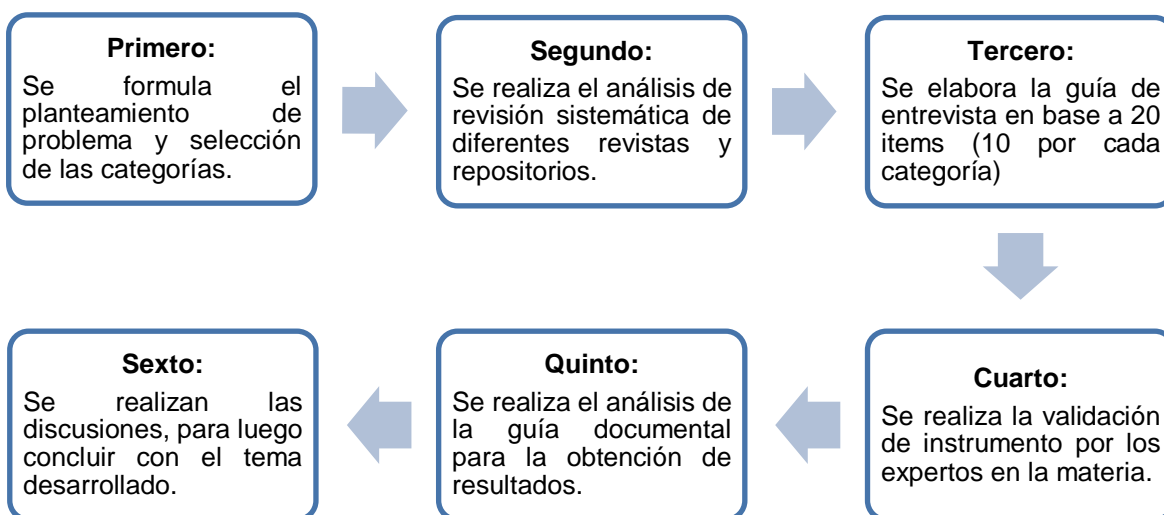 Primero:
Se formula el
planteamiento de
problema y selección
de las categorías.
Segundo:
Se realiza el análisis de
revisión sistemática de
diferentes revistas y
repositorios.
Tercero:
Se elabora la guía de
entrevista en base a 20
items (10 por cada
categoría)
Cuarto:
Se realiza la validación
de instrumento por los
expertos en la materia.
Quinto:
Se realiza el análisis de
la guía documental
para la obtención de
resultados.
Sexto:
Se realizan las
discusiones, para luego
concluir con el tema
desarrollado.